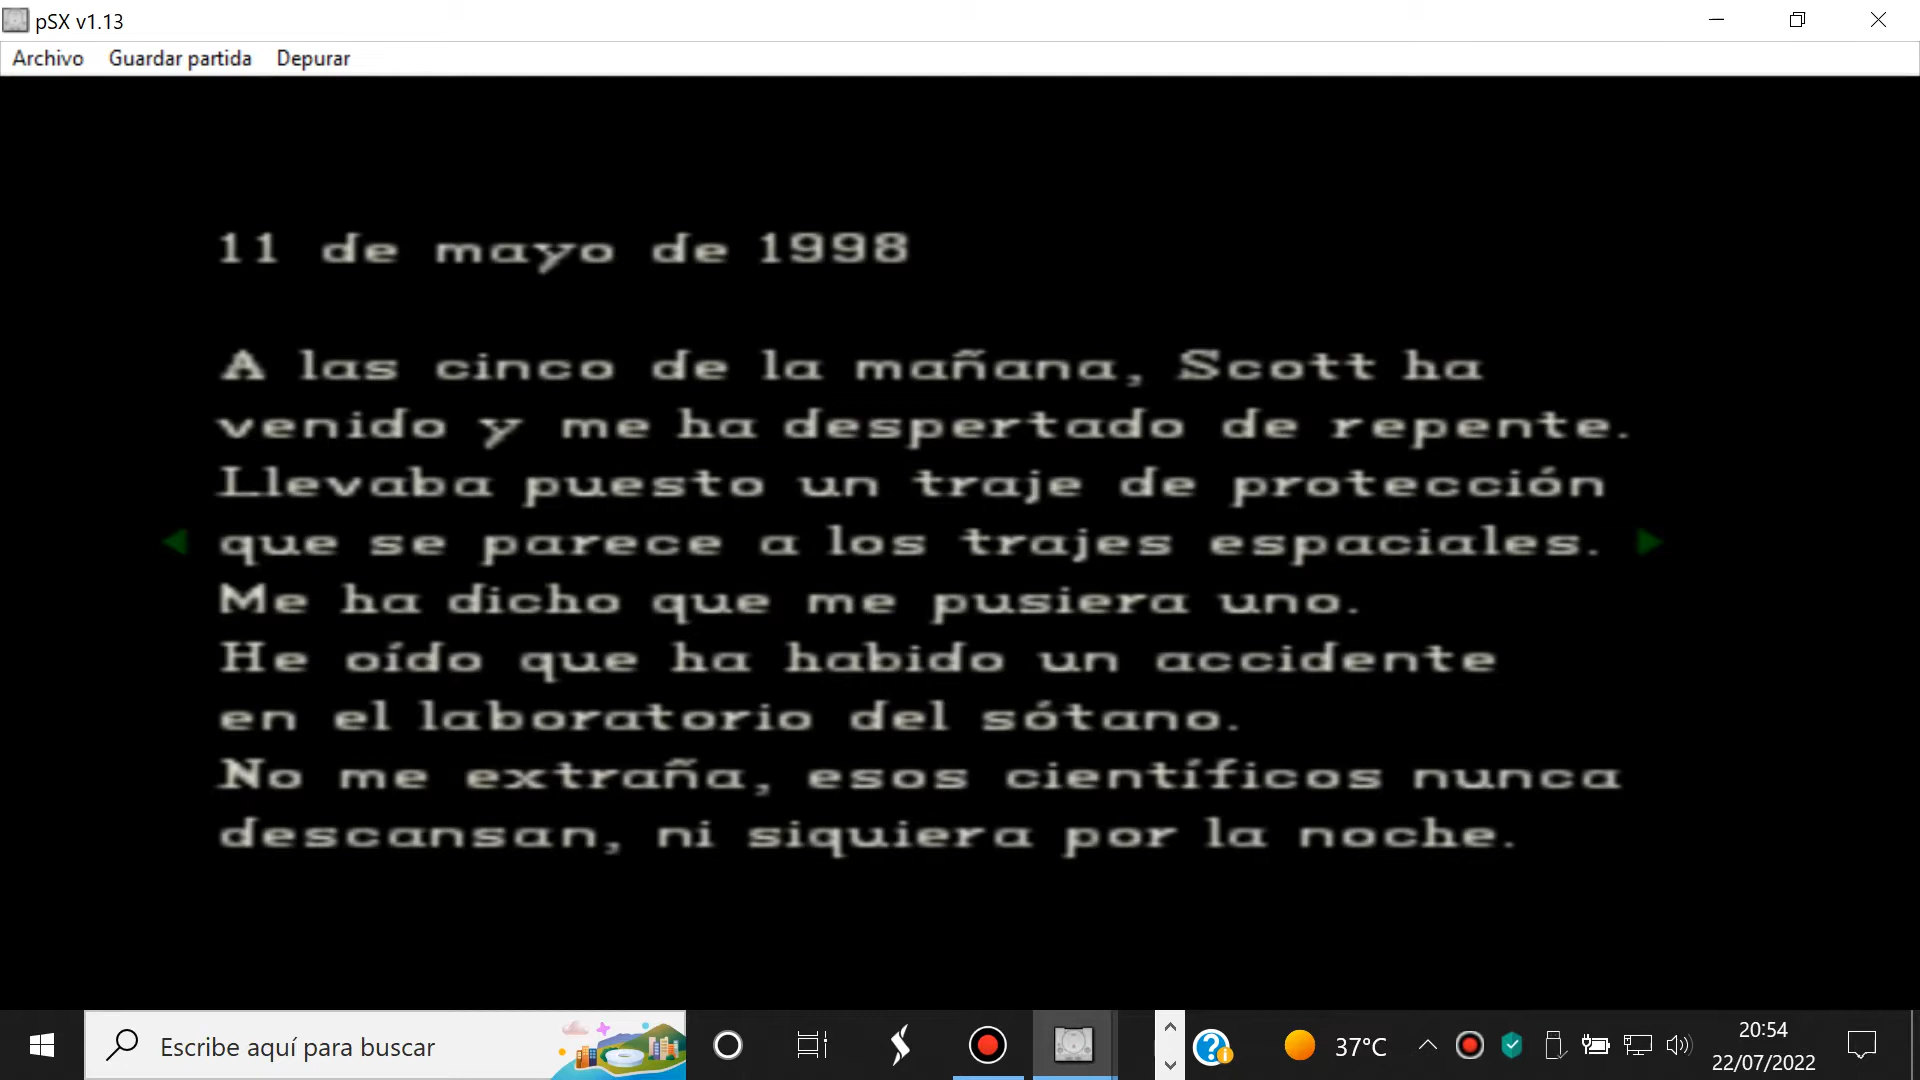 pSX v1.13
Archivo Guardar partida Depurar
11 de mayo de 1998
A las cinco de la mañana, Scott ha
venido y me ha despertado de repente.
Llevaba puesto un traje de protección
que se parece a los trajes espaciales.
Me ha dicho que me pusiera uno.
He oído que ha habido un accidente
en el laboratorio del sótano.
No me extraña, esos científicos nunca
descansan, ni siquiera por la noche.
Escribe aquí para buscar
37°C
20:54
22/07/2022